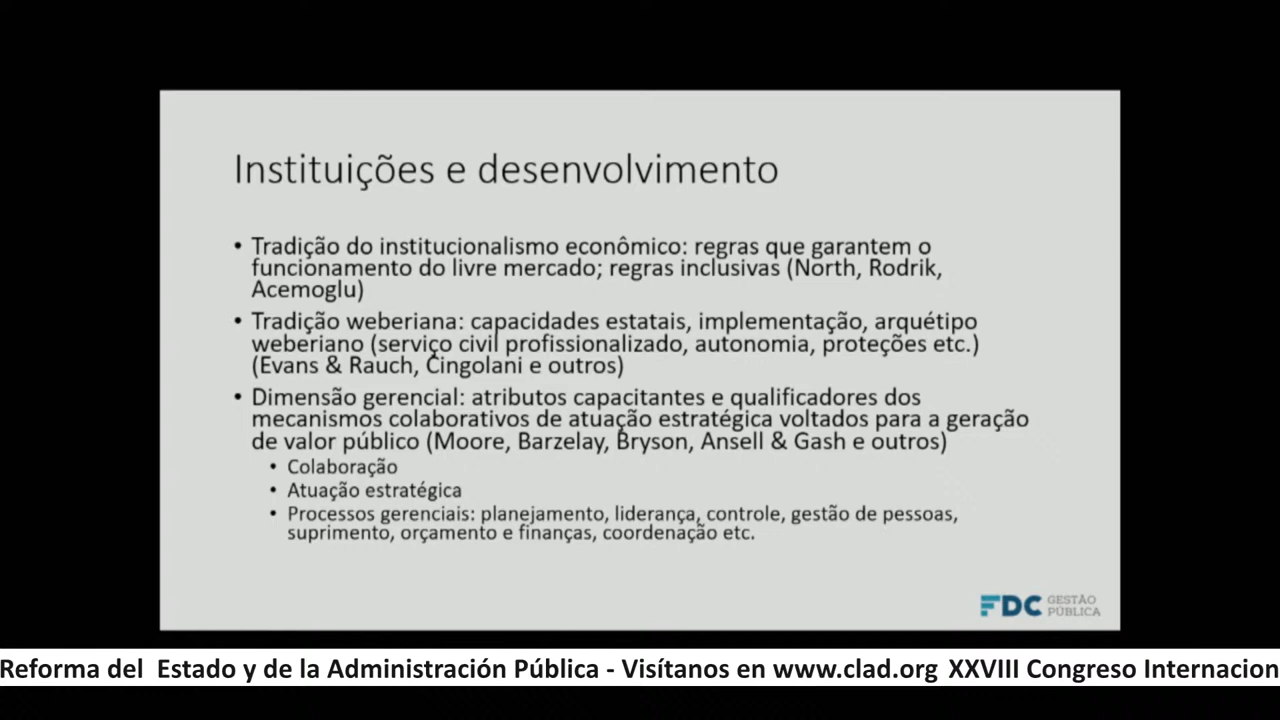 Instituições e desenvolvimento
• Tradição do institucionalismo econômico: regras que garantem o
funcionamento do livre mercado; regras inclusivas (North, Rodrik,
Acemoglu)
• Tradição weberiana: capacidades estatais, implementação, arquétipo
weberiano (serviço civil profissionalizado, autonomia, proteções etc.)
(Evans & Rauch, Cingolani e outros)
• Dimensão gerencial: atributos capacitantes e qualificadores dos
mecanismos colaborativos de atuação estratégica voltados para a geração
de valor público (Moore, Barzelay, Bryson, Ansell & Gash e outros)
• Colaboração
• Atuação estratégica
• Processos gerenciais: planejamento, liderança, controle, gestão de pessoas,
suprimento, orçamento e finanças, coordenação etc.
FDC GESTÃO
PÚBLICA
Reforma del Estado y de la Administración Pública - Visítanos en www.clad.org XXVIII Congreso Internacion